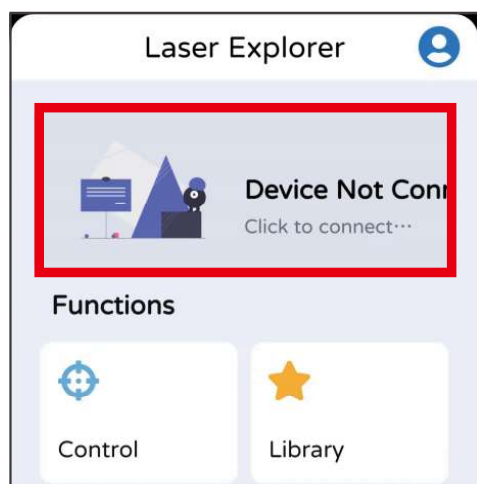 Laser Explorer
Device Not Con
Click to connect···
Functions
Control
Library